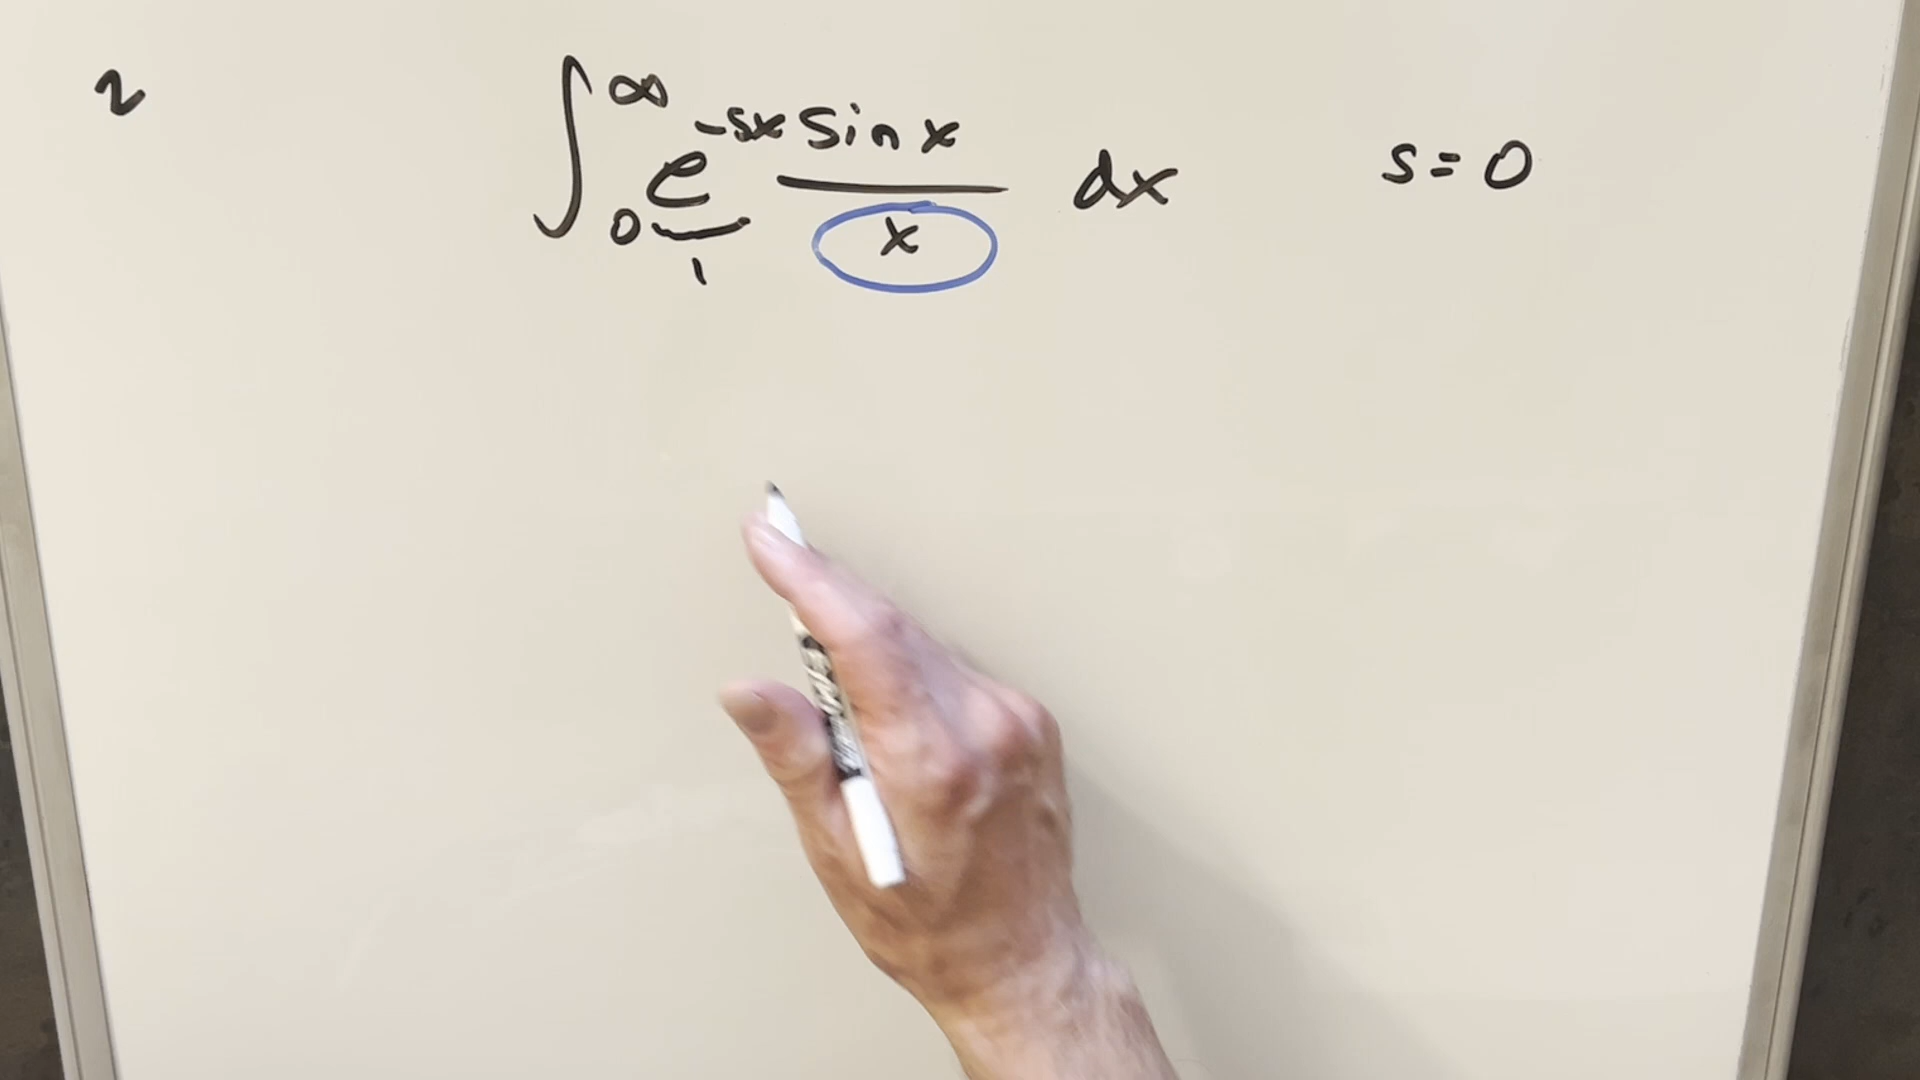 2
∫₀^∞ e^{-sx} sin x / x dx s = 0
1